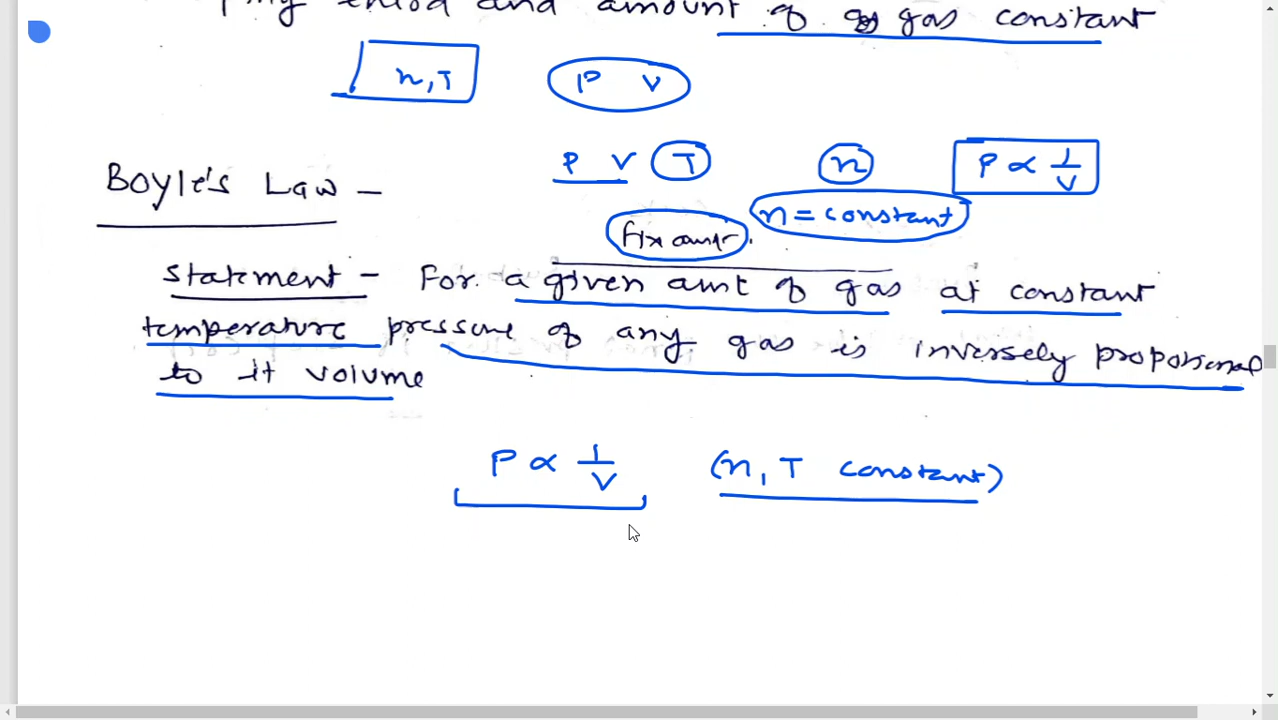 and amount of gas constant
n, T P V
P V T n P ∝ 1/V
Boyle's Law -
n = constant
fix amt.
Statement - For a given amt of gas at constant
temperature pressure of any gas is inversely proportional
to it volume
P ∝ 1/V (n, T constant)